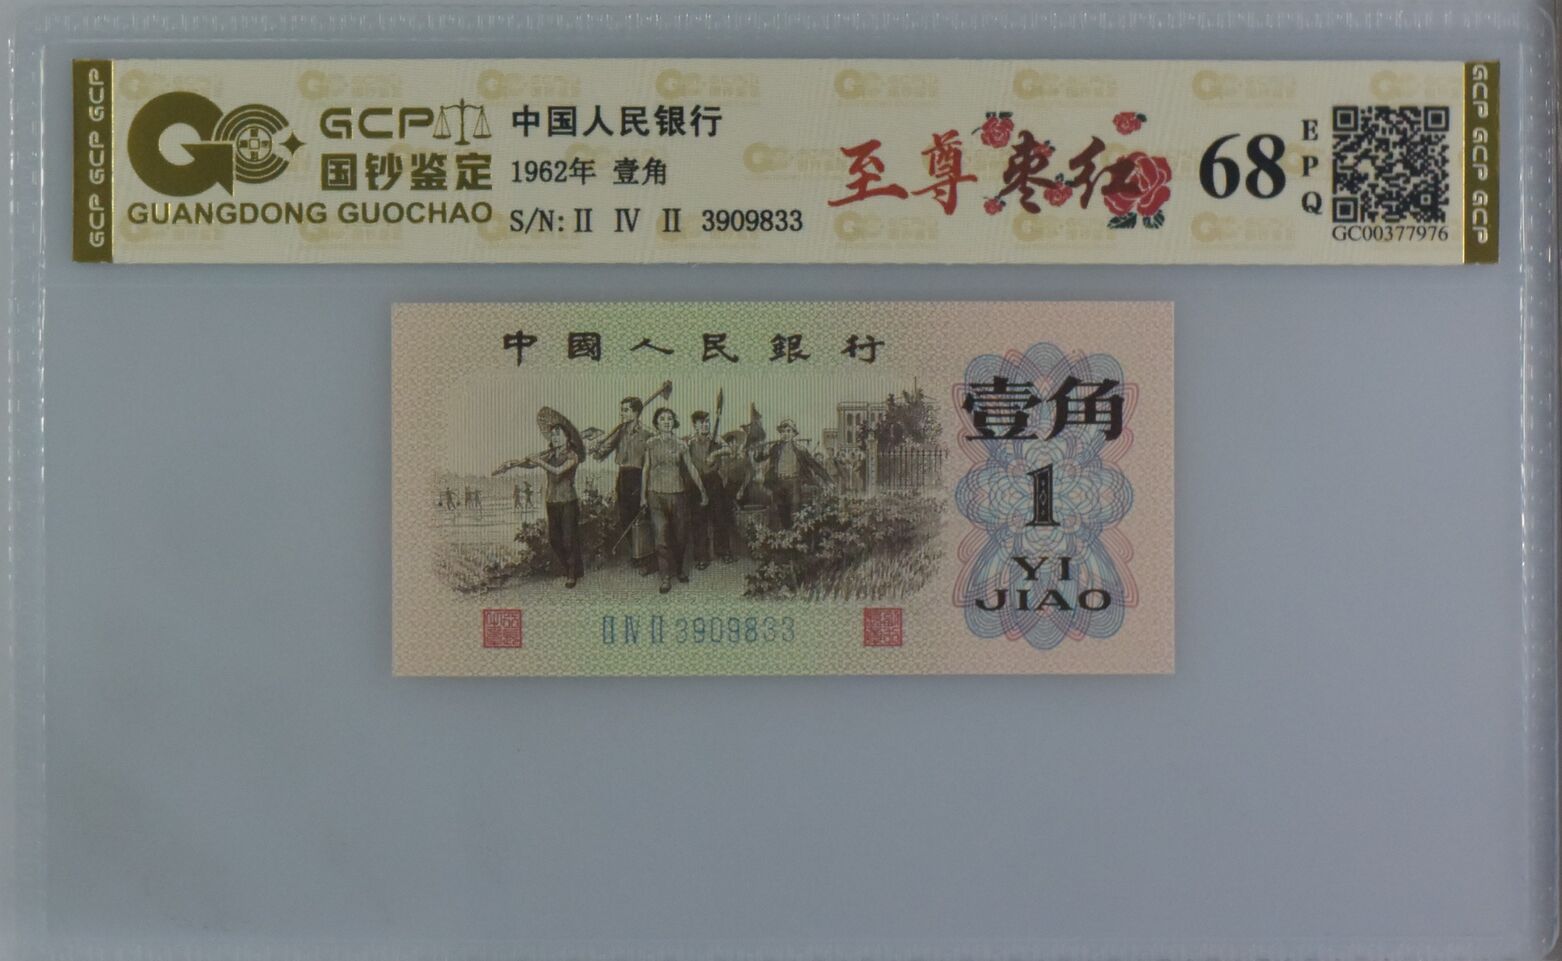 GCP GCP GCP
GCP
国钞鉴定
GUANGDONG GUOCHAO
中国人民银行
1962年 壹角
S/N: II IV II 3909833
至尊枣红
68
EPQ
GC00377976
GCP GCP GCP
中國人民銀行
壹角
1
YI
JIAO
II IV II 3909833